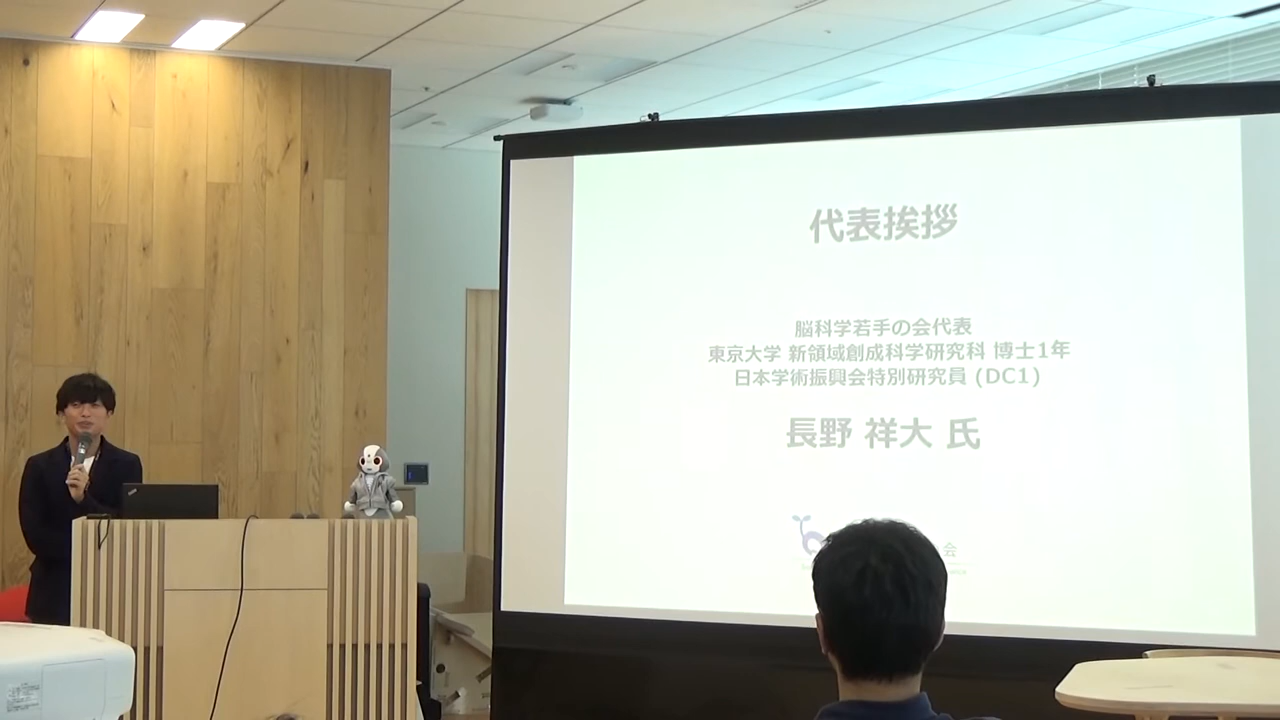 代表挨拶
脳科学若手の会代表
東京大学 新領域創成科学研究科 博士1年
日本学術振興会特別研究員 (DC1)
長野 祥大 氏
会